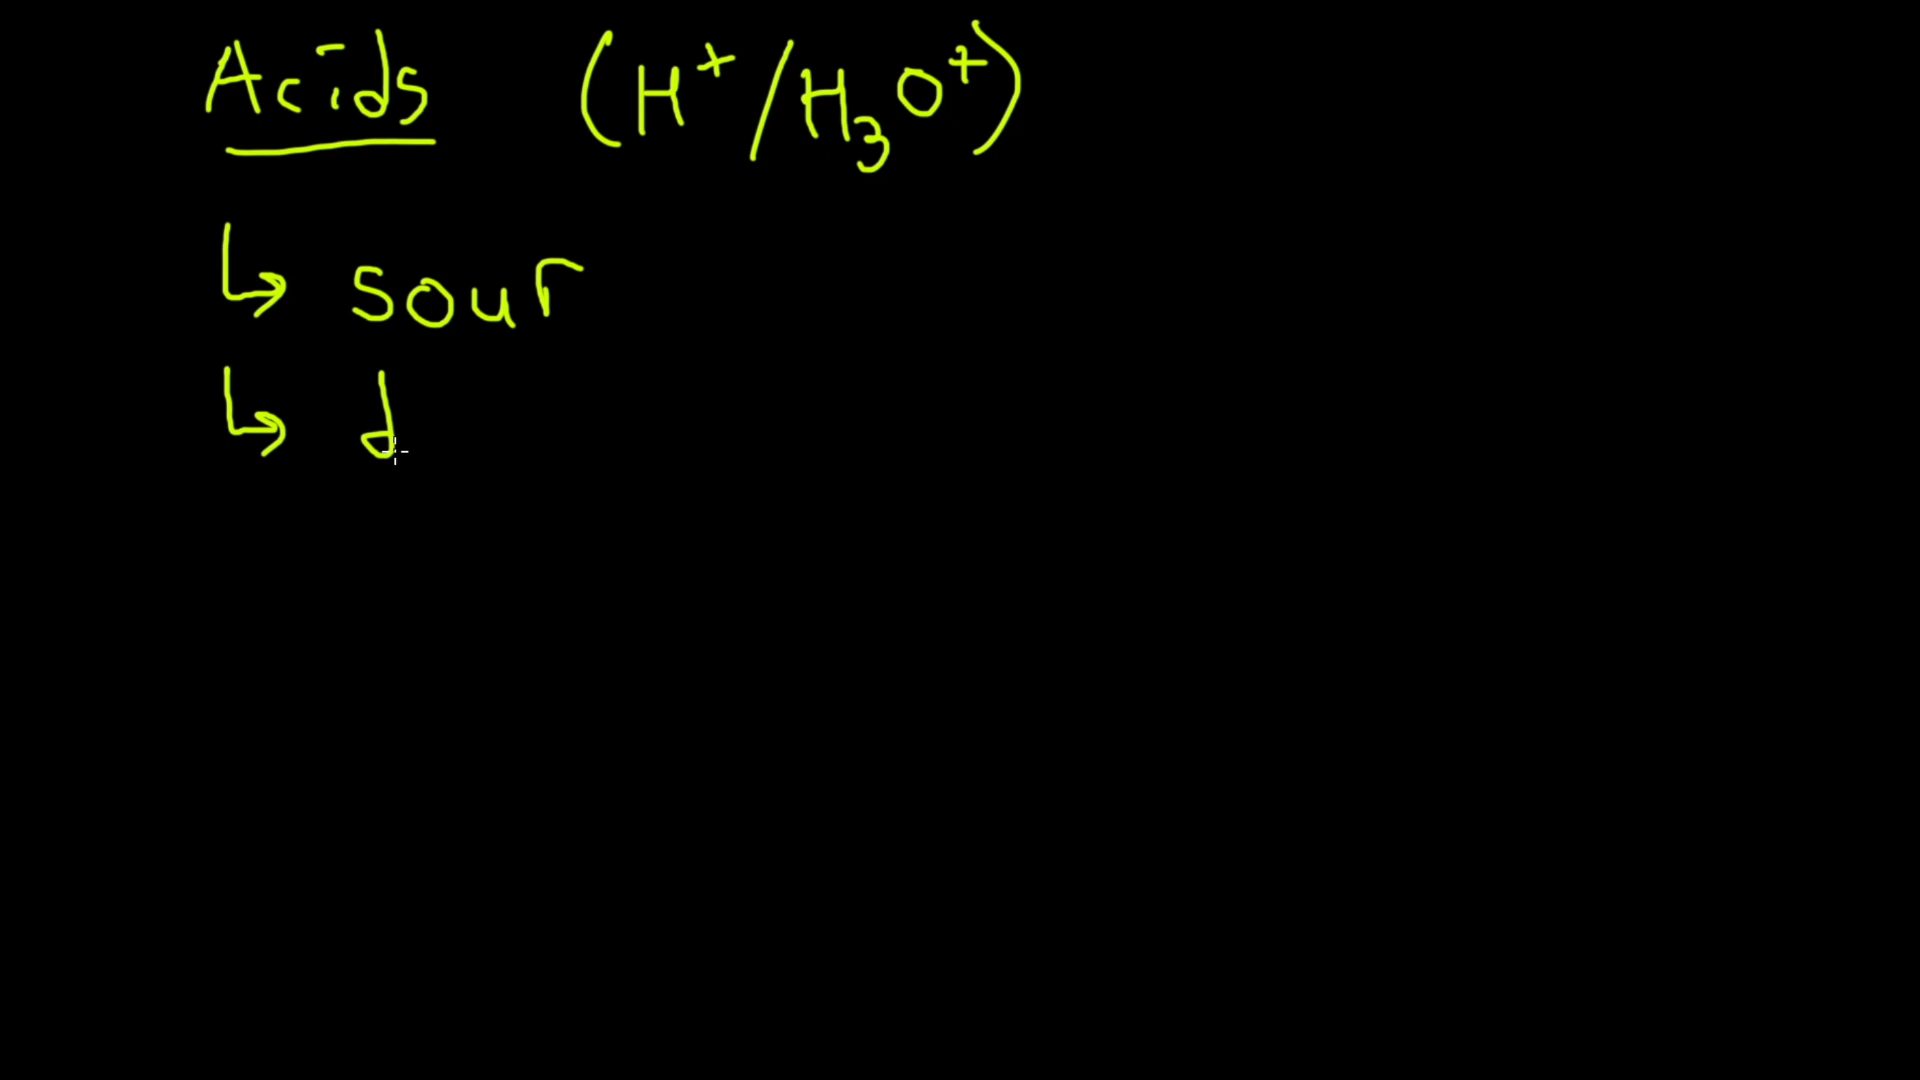 Acids (H⁺/H₃O⁺)
↳ sour
↳ d